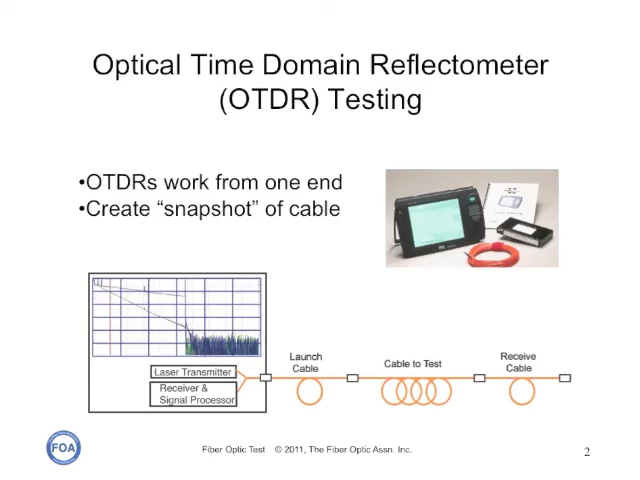 Optical Time Domain Reflectometer
(OTDR) Testing
•OTDRs work from one end
•Create “snapshot” of cable
Laser Transmitter
Receiver &
Signal Processor
Launch
Cable
Cable to Test
Receive
Cable
FOA
Fiber Optic Test © 2011, The Fiber Optic Assn. Inc.
2